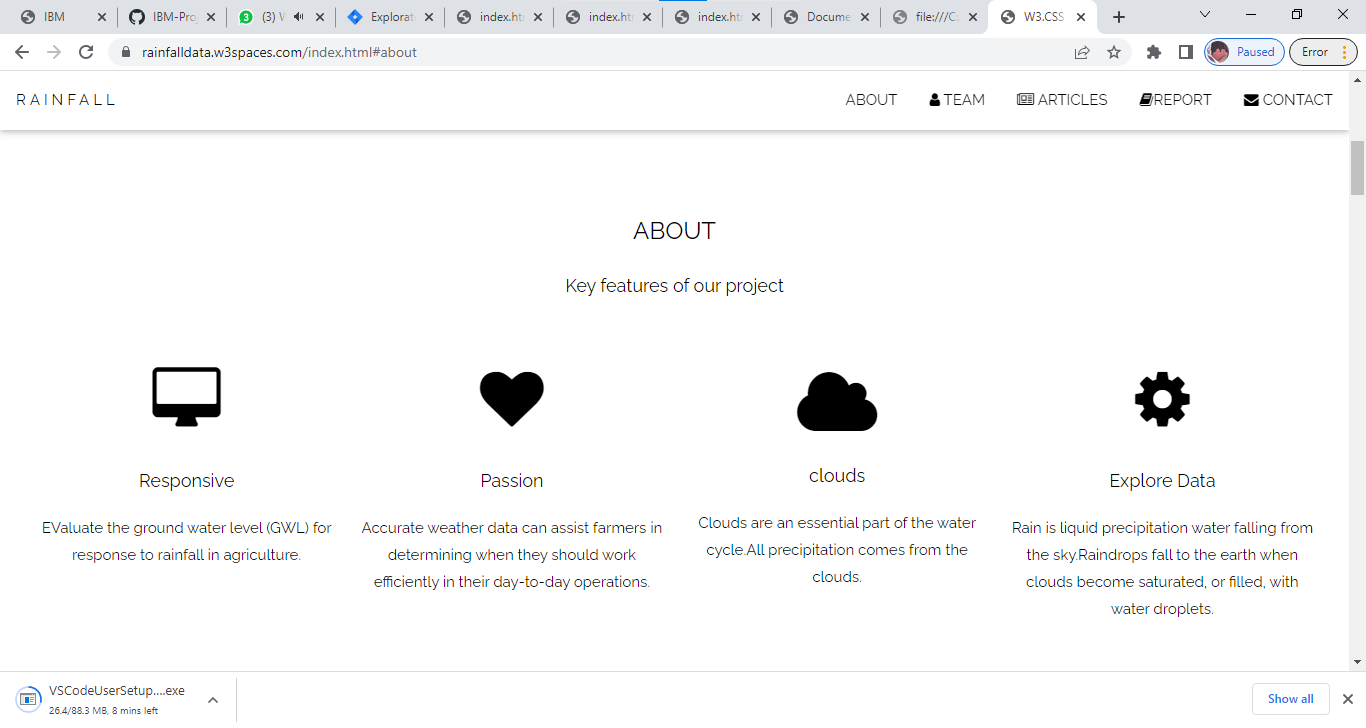 IBM
IBM-Proj
3
(3) W
Explorat
index.ht
index.ht
index.ht
Docume
file:///C:
W3.CSS
rainfalldata.w3spaces.com/index.html#about
Paused
Error
RAINFALL
ABOUT
TEAM
ARTICLES
REPORT
CONTACT
ABOUT
Key features of our project
Responsive
EValuate the ground water level (GWL) for
response to rainfall in agriculture.
Passion
Accurate weather data can assist farmers in
determining when they should work
efficiently in their day-to-day operations.
clouds
Clouds are an essential part of the water
cycle.All precipitation comes from the
clouds.
Explore Data
Rain is liquid precipitation water falling from
the sky.Raindrops fall to the earth when
clouds become saturated, or filled, with
water droplets.
VSCodeUserSetup....exe
26.4/88.3 MB, 8 mins left
Show all